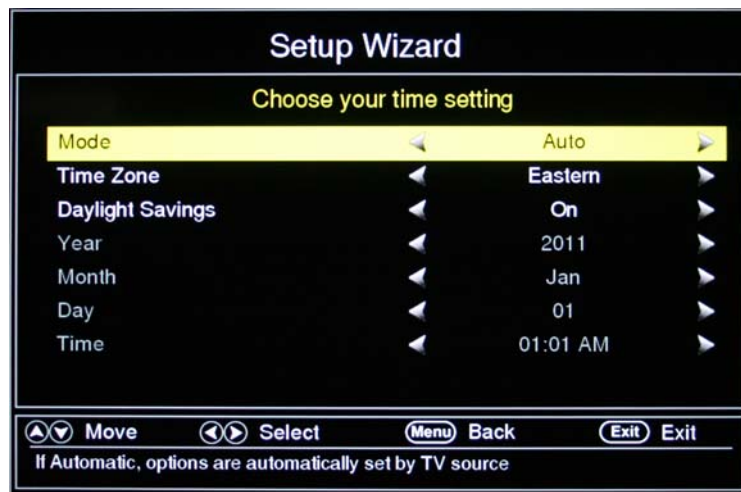 Setup Wizard
Choose your time setting
Mode Auto
Time Zone Eastern
Daylight Savings On
Year 2011
Month Jan
Day 01
Time 01:01 AM
Move Select Menu Back Exit Exit
If Automatic, options are automatically set by TV source